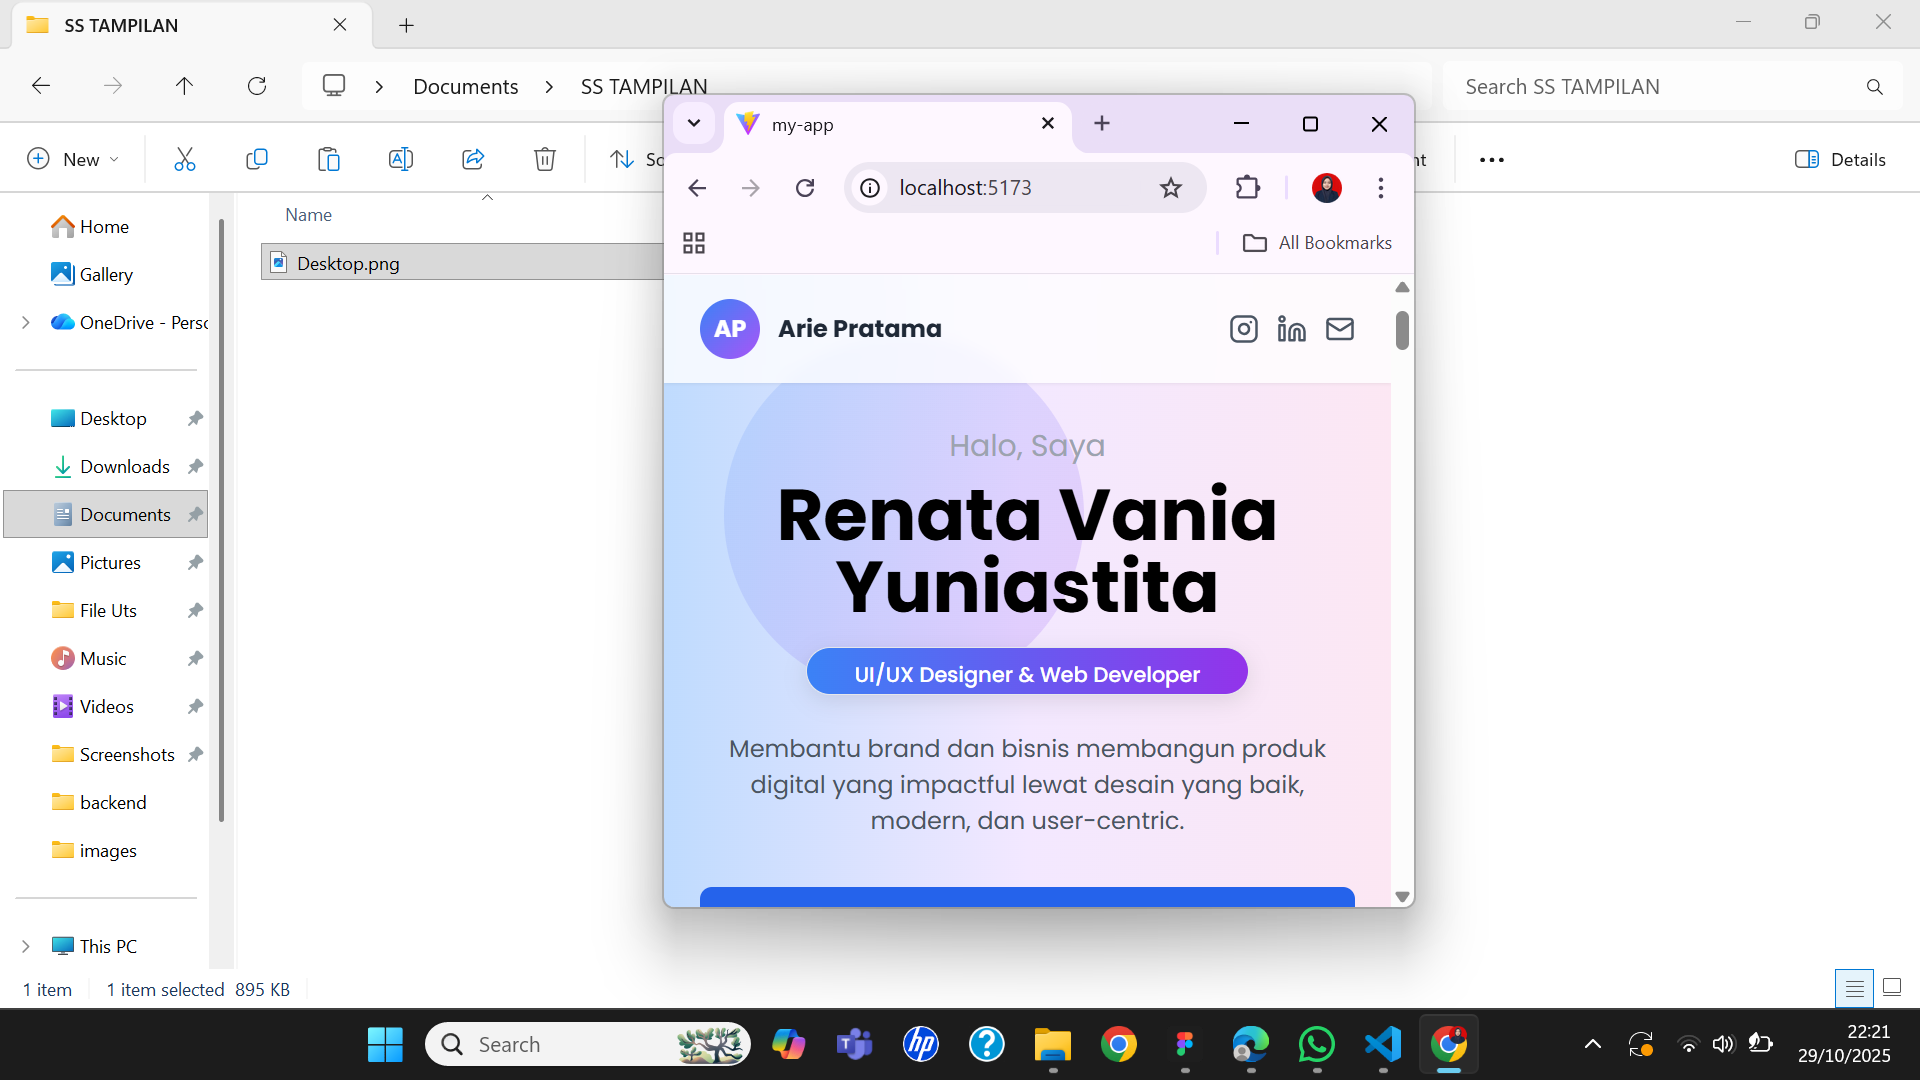 SS TAMPILAN
Documents
SS TAMPILAN
Search SS TAMPILAN
New
Details
Name
Desktop.png
Home
Gallery
OneDrive - Persc
Desktop
Downloads
Documents
Pictures
File Uts
Music
Videos
Screenshots
backend
images
This PC
1 item
1 item selected 895 KB
my-app
localhost:5173
All Bookmarks
AP
Arie Pratama
Halo, Saya
Renata Vania
Yuniastita
UI/UX Designer & Web Developer
Membantu brand dan bisnis membangun produk
digital yang impactful lewat desain yang baik,
modern, dan user-centric.
Search
22:21
29/10/2025